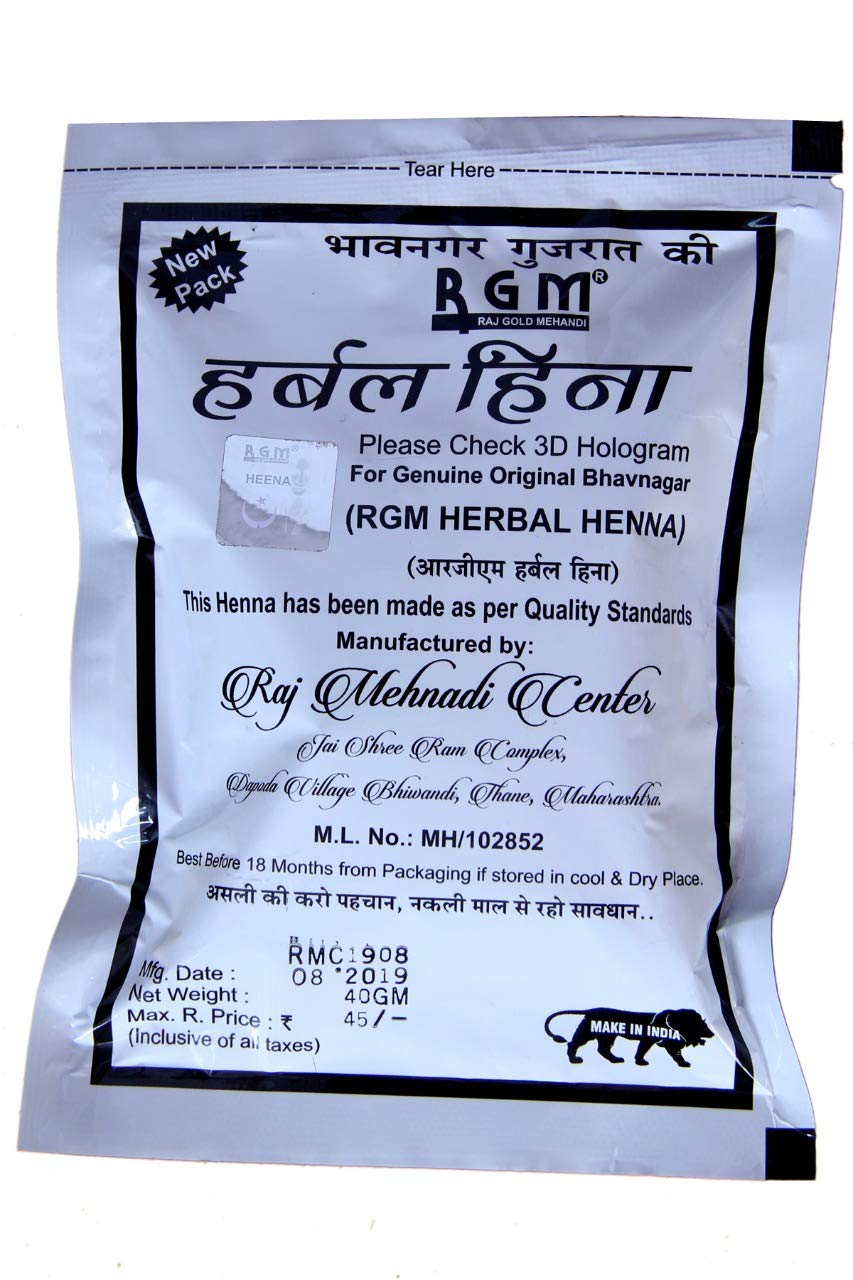 Tear Here
New
Pack
भावनगर गुजरात की
RGM®
RAJ GOLD MEHANDI
हर्बल हिना
RGM®
HEENA
Please Check 3D Hologram
For Genuine Original Bhavnagar
(RGM HERBAL HENNA)
(आरजीएम हर्बल हिना)
This Henna has been made as per Quality Standards
Manufactured by:
Raj Mehnadi Center
Jai Shree Ram Complex,
Dapoda Village Bhiwandi, Thane, Maharashtra.
M.L. No.: MH/102852
Best Before 18 Months from Packaging if stored in cool & Dry Place.
असली की करो पहचान, नकली माल से रहो सावधान..
RMC1908
Mfg. Date : 08 2019
Net Weight : 40GM
Max. R. Price : ₹ 45/-
(Inclusive of all taxes)
MAKE IN INDIA